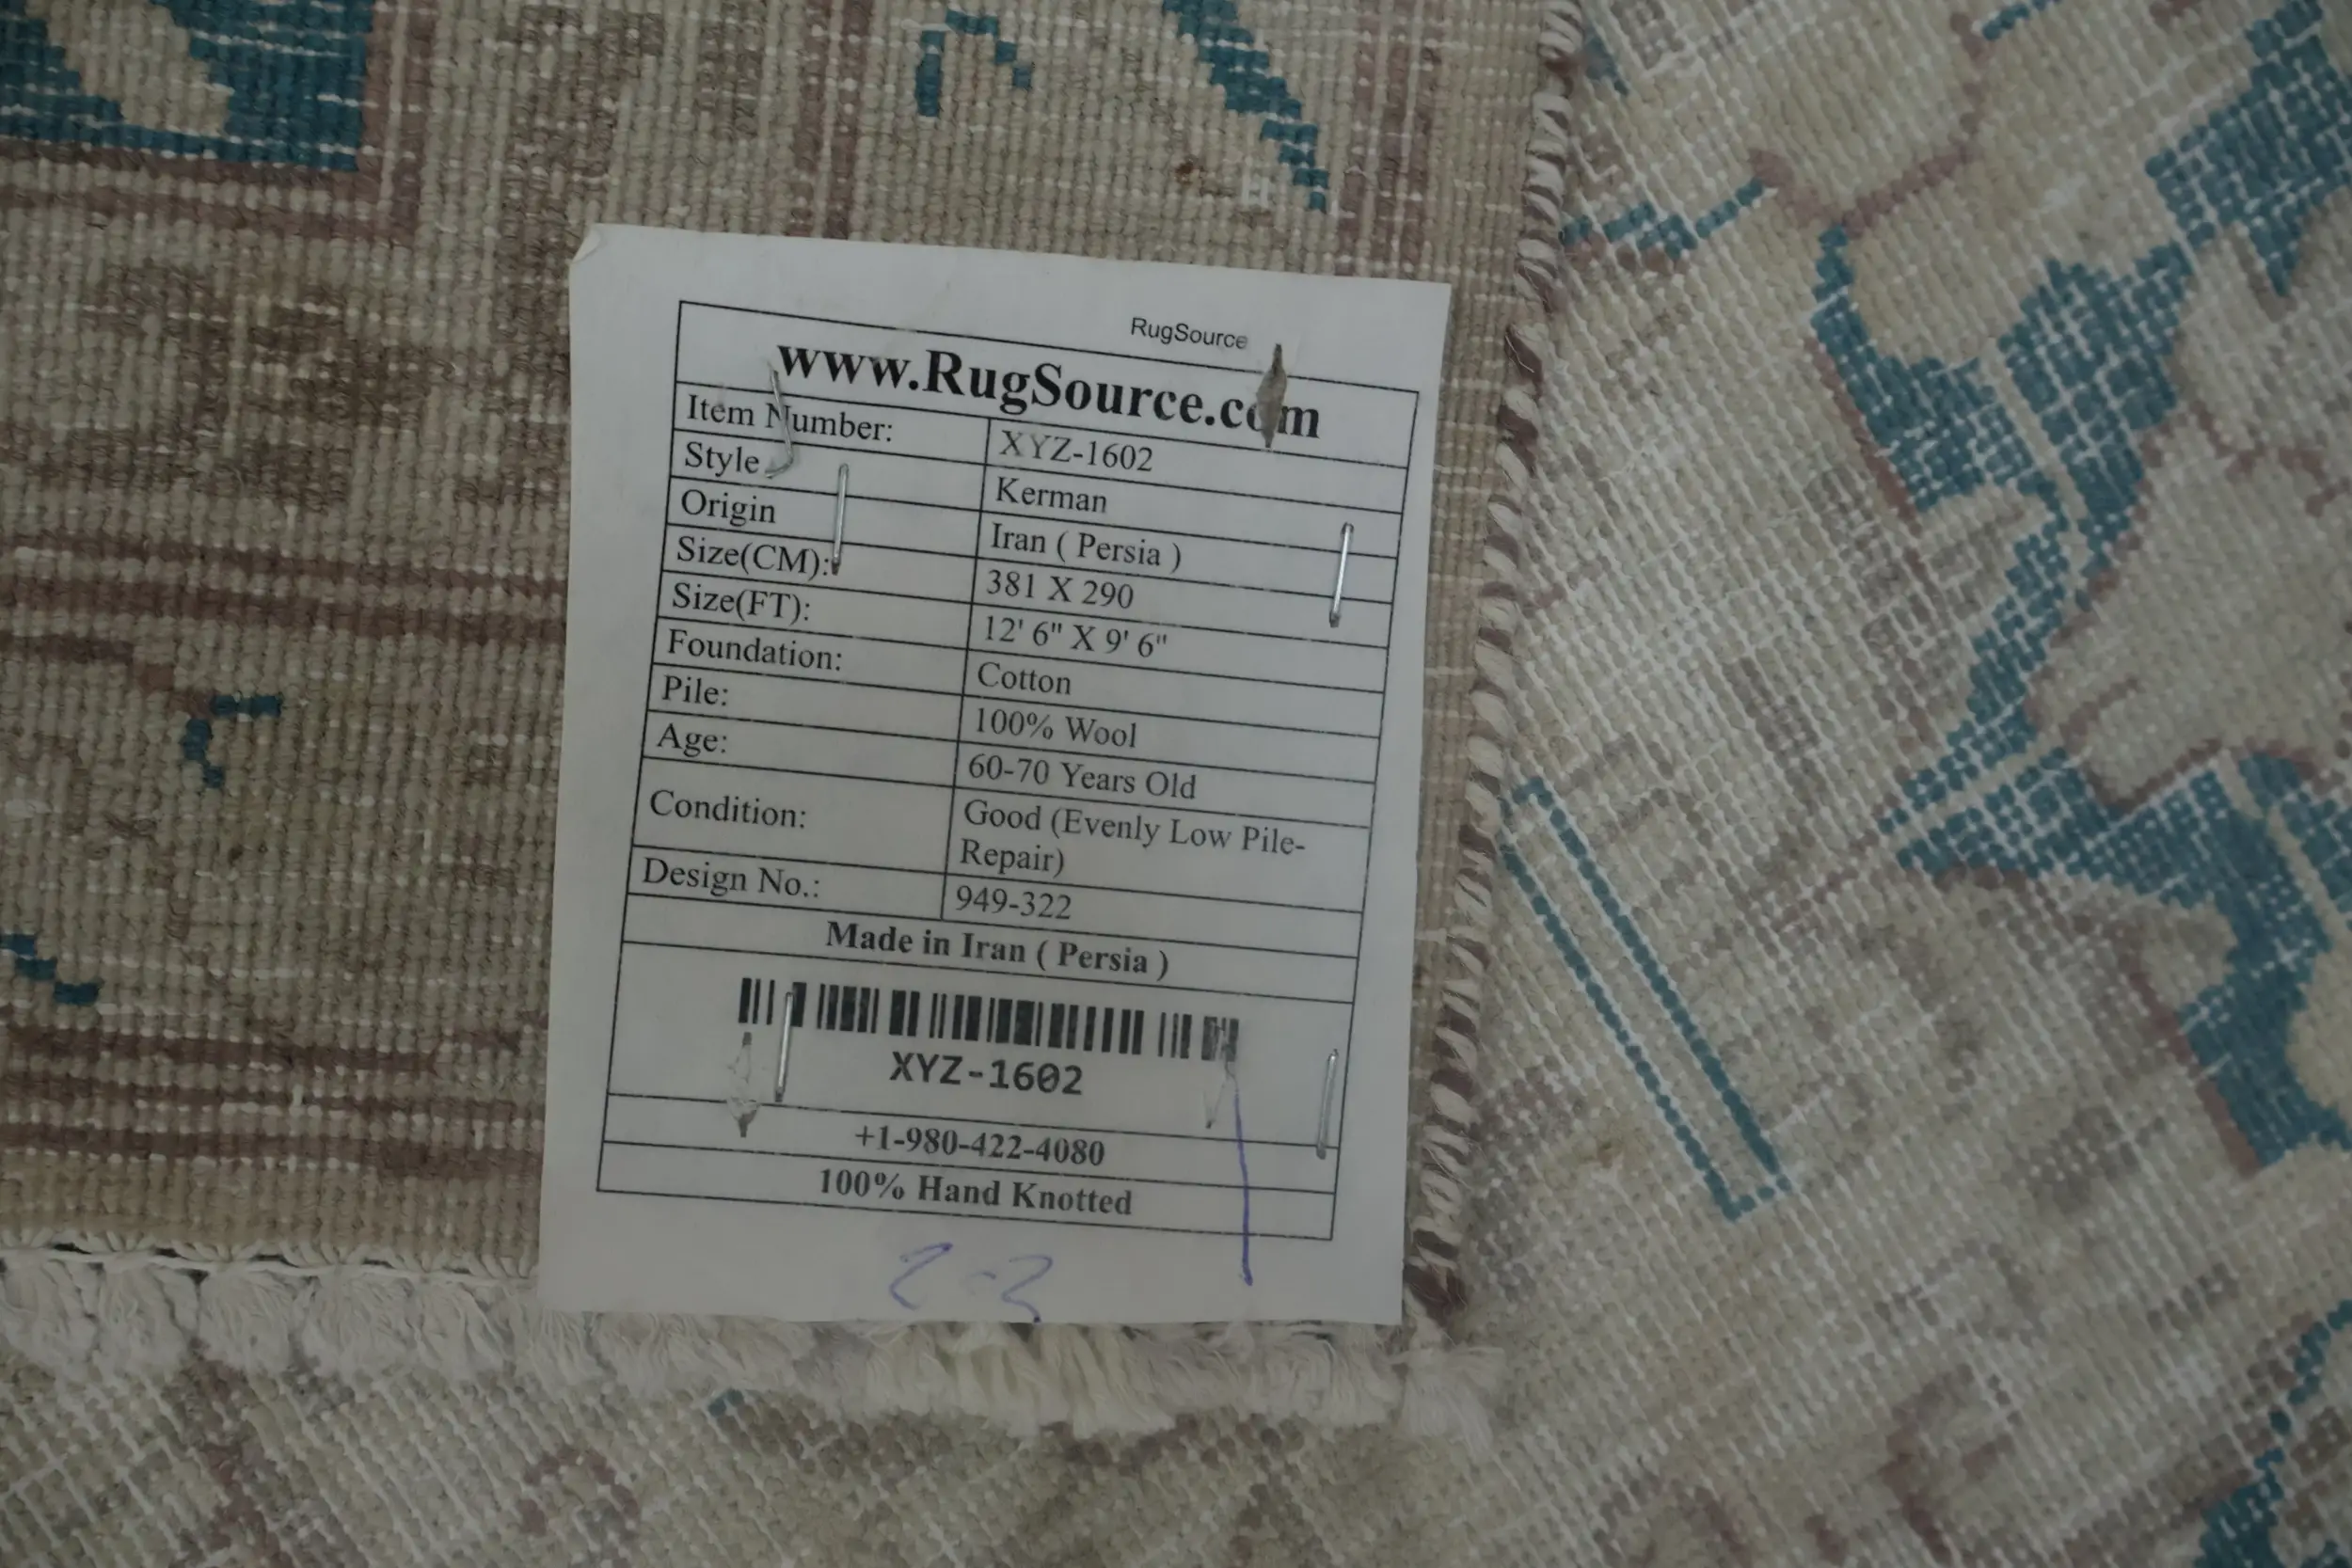 RugSource
www.RugSource.com
Item Number: XYZ-1602
Style Kerman
Origin Iran ( Persia )
Size(CM): 381 X 290
Size(FT): 12' 6" X 9' 6"
Foundation: Cotton
Pile: 100% Wool
Age: 60-70 Years Old
Condition: Good (Evenly Low Pile-
Repair)
Design No.: 949-322
Made in Iran ( Persia )
XYZ-1602
+1-980-422-4080
100% Hand Knotted